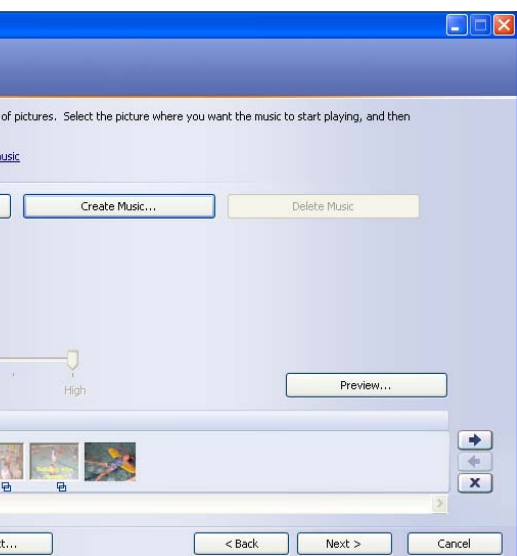 of pictures. Select the picture where you want the music to start playing, and then
usic
Create Music...
Delete Music
High
Preview...
t...
< Back
Next >
Cancel